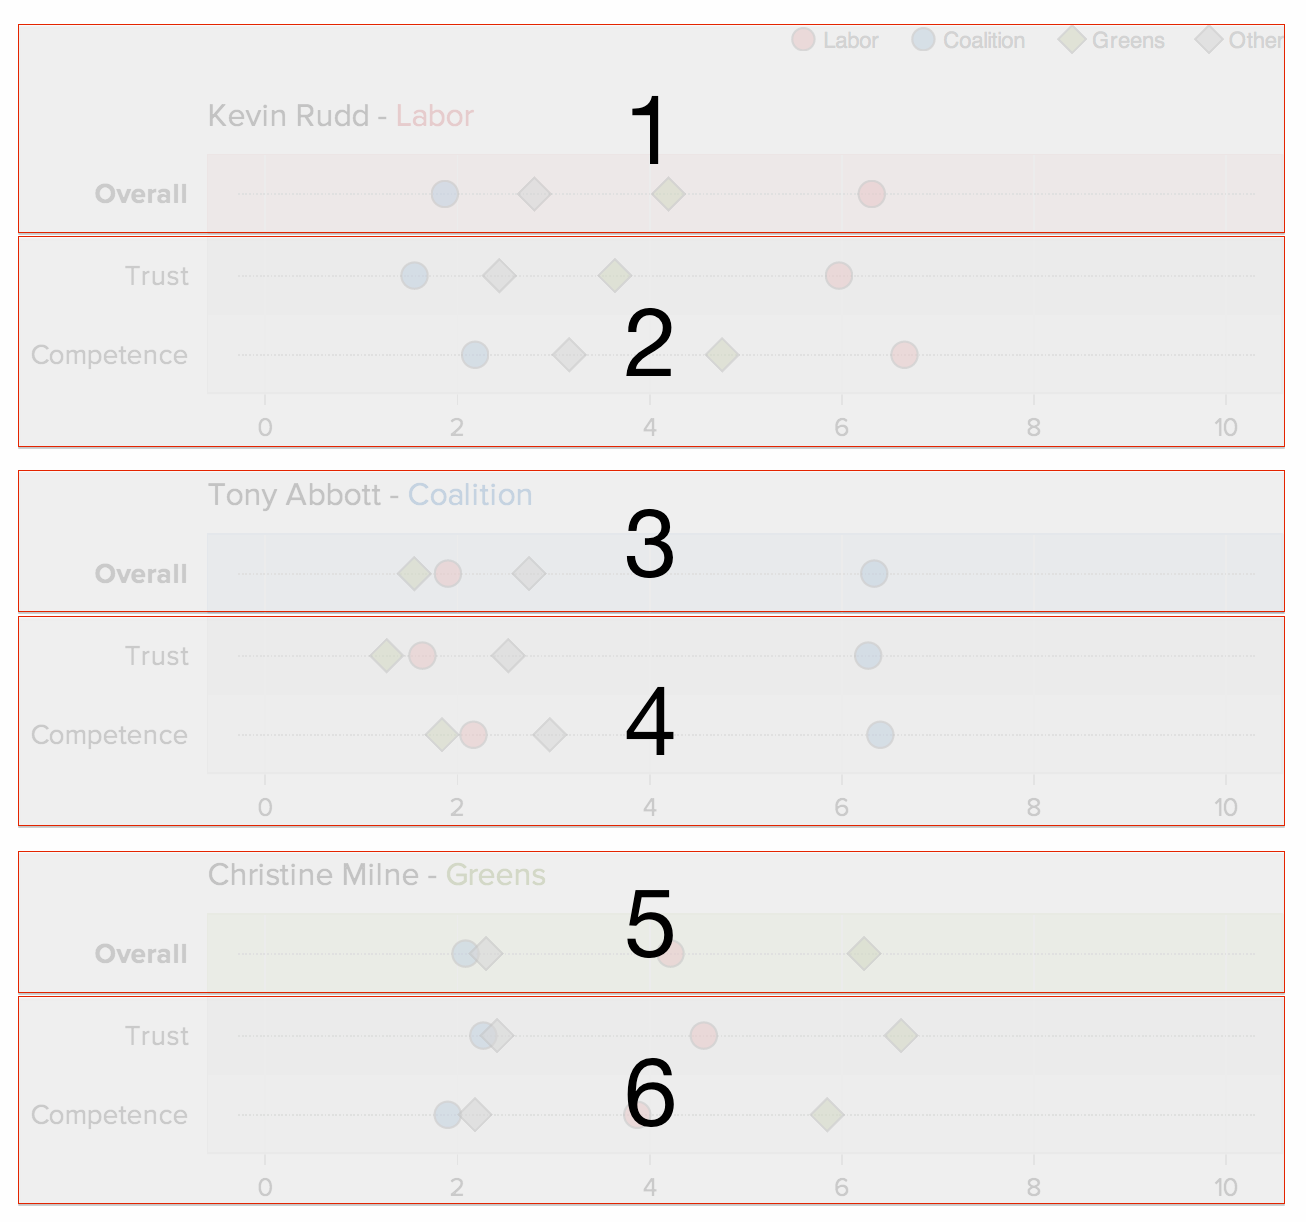 Labor Coalition Greens Other
Kevin Rudd - Labor
1
Overall
Trust
2
Competence
0 2 4 6 8 10
Tony Abbott - Coalition
3
Overall
Trust
4
Competence
0 2 4 6 8 10
Christine Milne - Greens
5
Overall
Trust
6
Competence
0 2 4 6 8 10